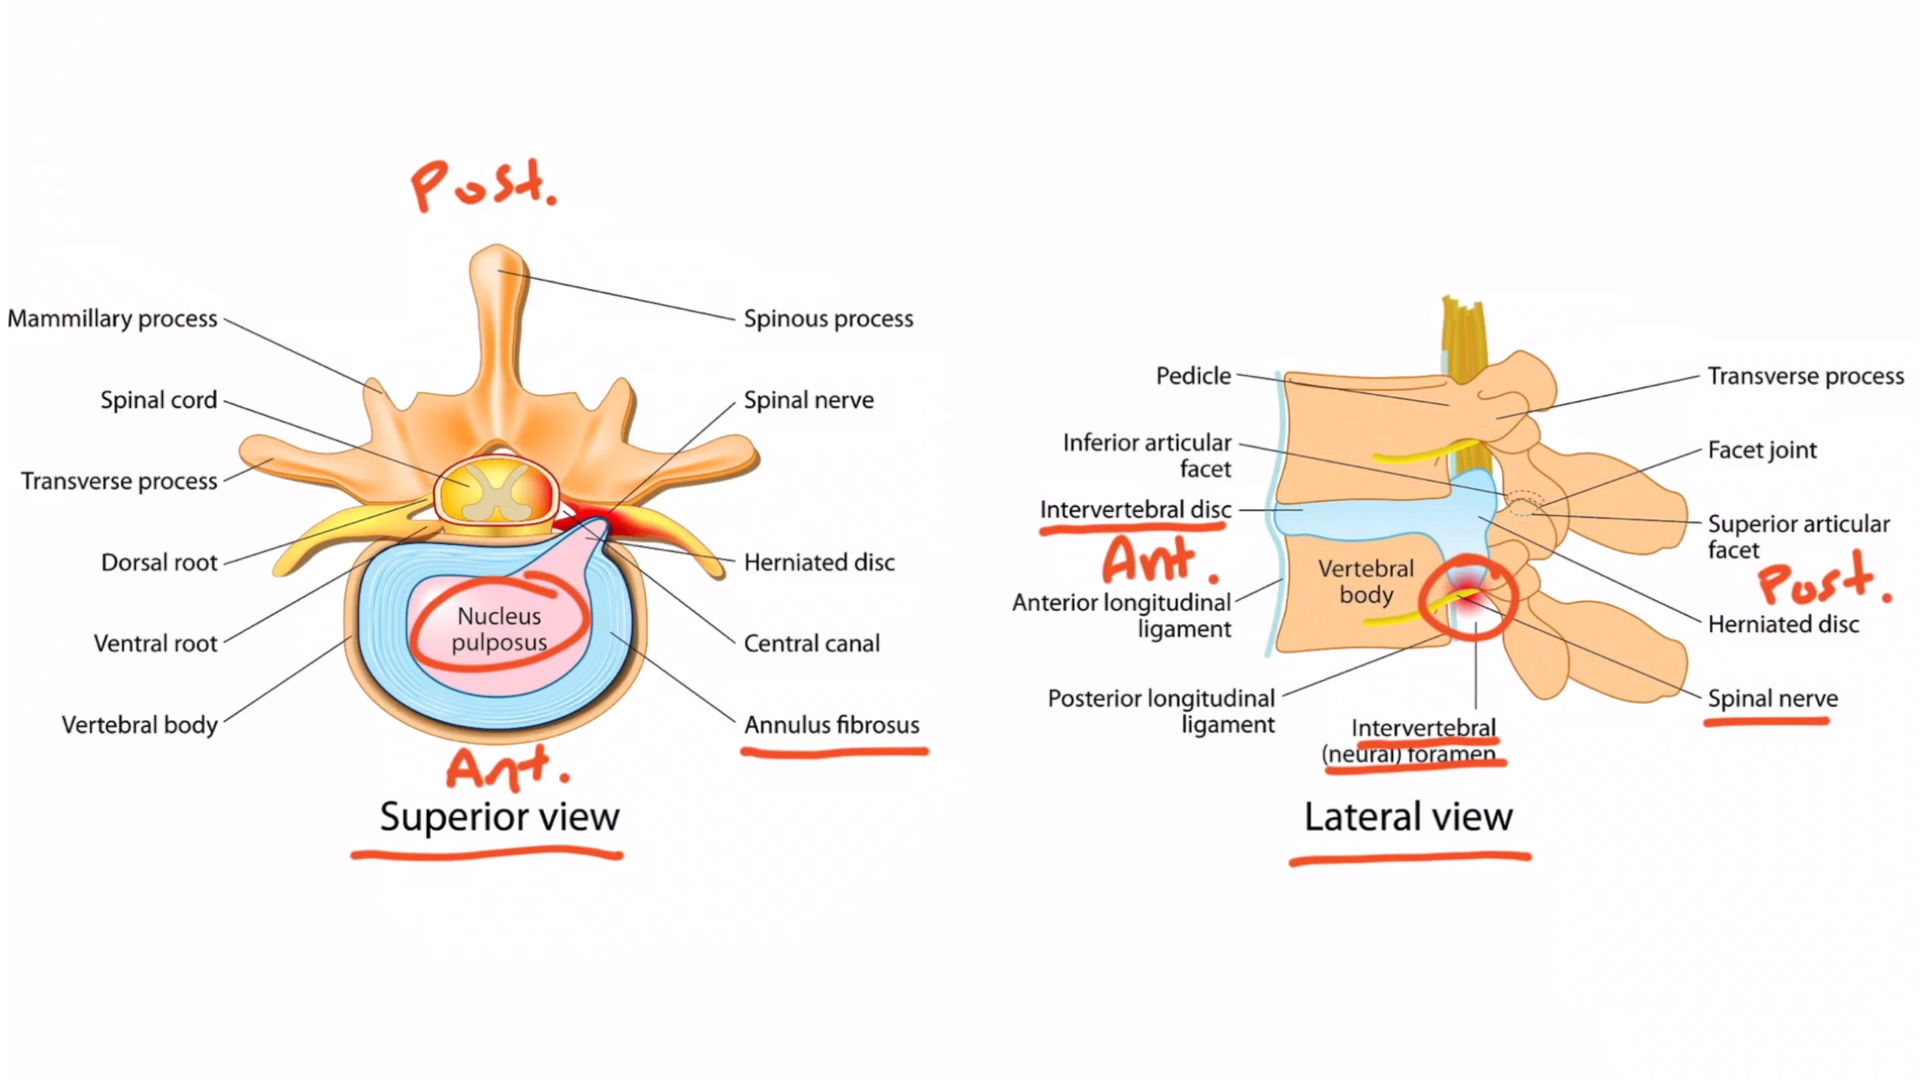 Post.
Mammillary process
Spinal cord
Transverse process
Dorsal root
Ventral root
Vertebral body
Spinous process
Spinal nerve
Herniated disc
Central canal
Annulus fibrosus
Nucleus
pulposus
Ant.
Superior view
Pedicle
Inferior articular
facet
Intervertebral disc
Ant.
Anterior longitudinal
ligament
Posterior longitudinal
ligament
Vertebral
body
Intervertebral
(neural) foramen
Transverse process
Facet joint
Superior articular
facet
Post.
Herniated disc
Spinal nerve
Lateral view